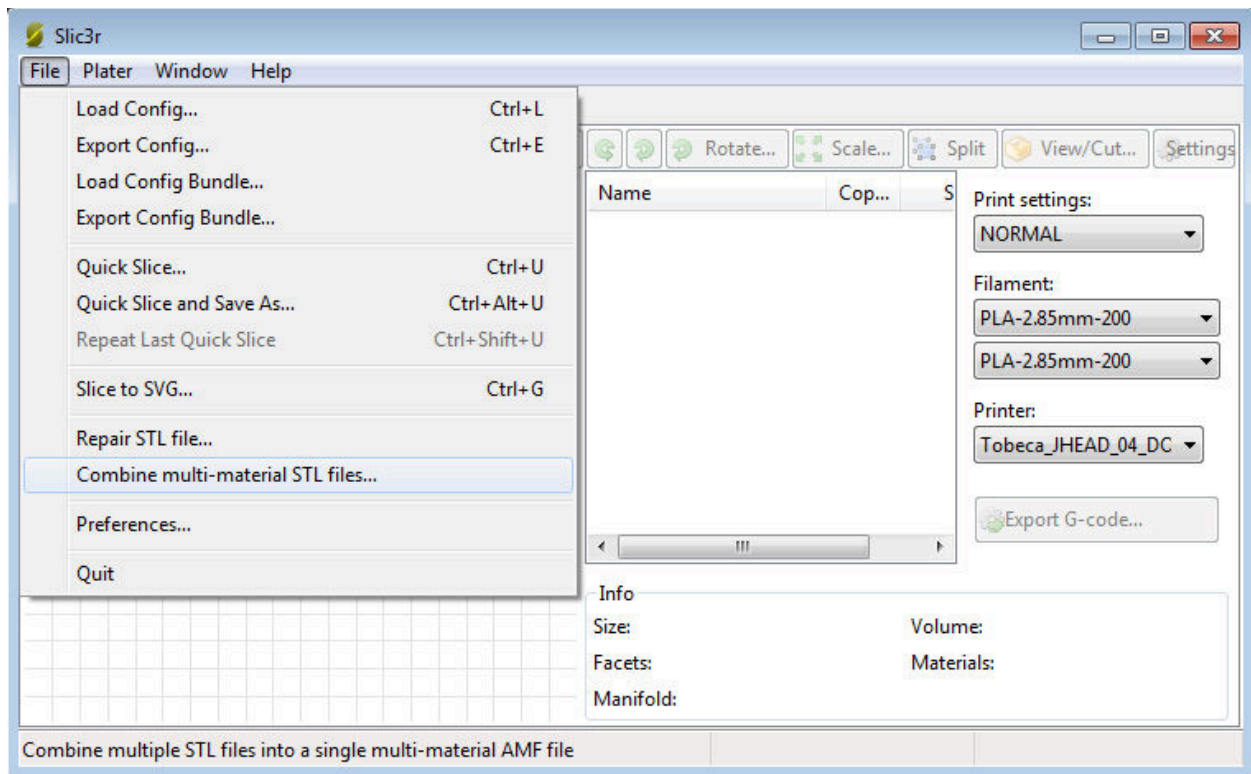 Slic3r
File Plater Window Help
Load Config... Ctrl+L
Export Config... Ctrl+E
Load Config Bundle...
Export Config Bundle...
Quick Slice... Ctrl+U
Quick Slice and Save As... Ctrl+Alt+U
Repeat Last Quick Slice Ctrl+Shift+U
Slice to SVG... Ctrl+G
Repair STL file...
Combine multi-material STL files...
Preferences...
Quit
Rotate... Scale... Split View/Cut... Settings
Name Cop... S
Print settings:
NORMAL
Filament:
PLA-2.85mm-200
PLA-2.85mm-200
Printer:
Tobeca_JHEAD_04_DC
Export G-code...
Info
Size: Volume:
Facets: Materials:
Manifold:
Combine multiple STL files into a single multi-material AMF file